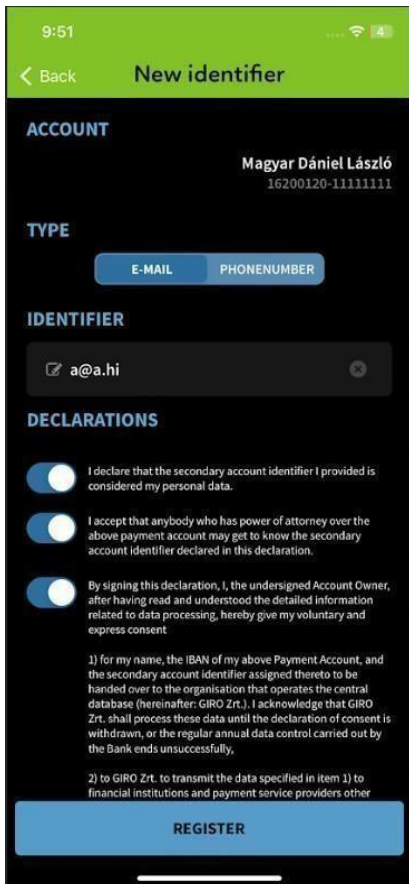 9:51
4
Back
New identifier
ACCOUNT
Magyar Dániel László
16200120-11111111
TYPE
E-MAIL PHONENUMBER
IDENTIFIER
a@a.hi
DECLARATIONS
I declare that the secondary account identifier I provided is
considered my personal data.
I accept that anybody who has power of attorney over the
above payment account may get to know the secondary
account identifier declared in this declaration.
By signing this declaration, I, the undersigned Account Owner,
after having read and understood the detailed information
related to data processing, hereby give my voluntary and
express consent
1) for my name, the IBAN of my above Payment Account, and
the secondary account identifier assigned thereto to be
handed over to the organisation that operates the central
database (hereinafter: GIRO Zrt.). I acknowledge that GIRO
Zrt. shall process these data until the declaration of consent is
withdrawn, or the regular annual data control carried out by
the Bank ends unsuccessfully,
2) to GIRO Zrt. to transmit the data specified in item 1) to
financial institutions and payment service providers other
REGISTER